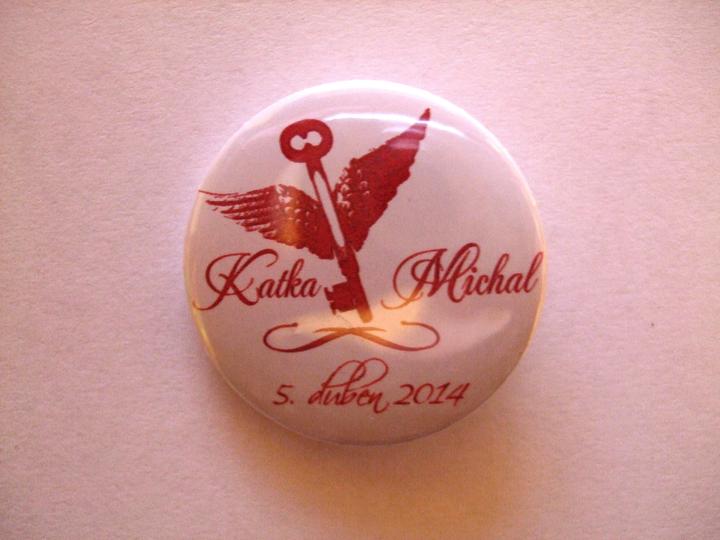 Katka Michal
5. duben 2014